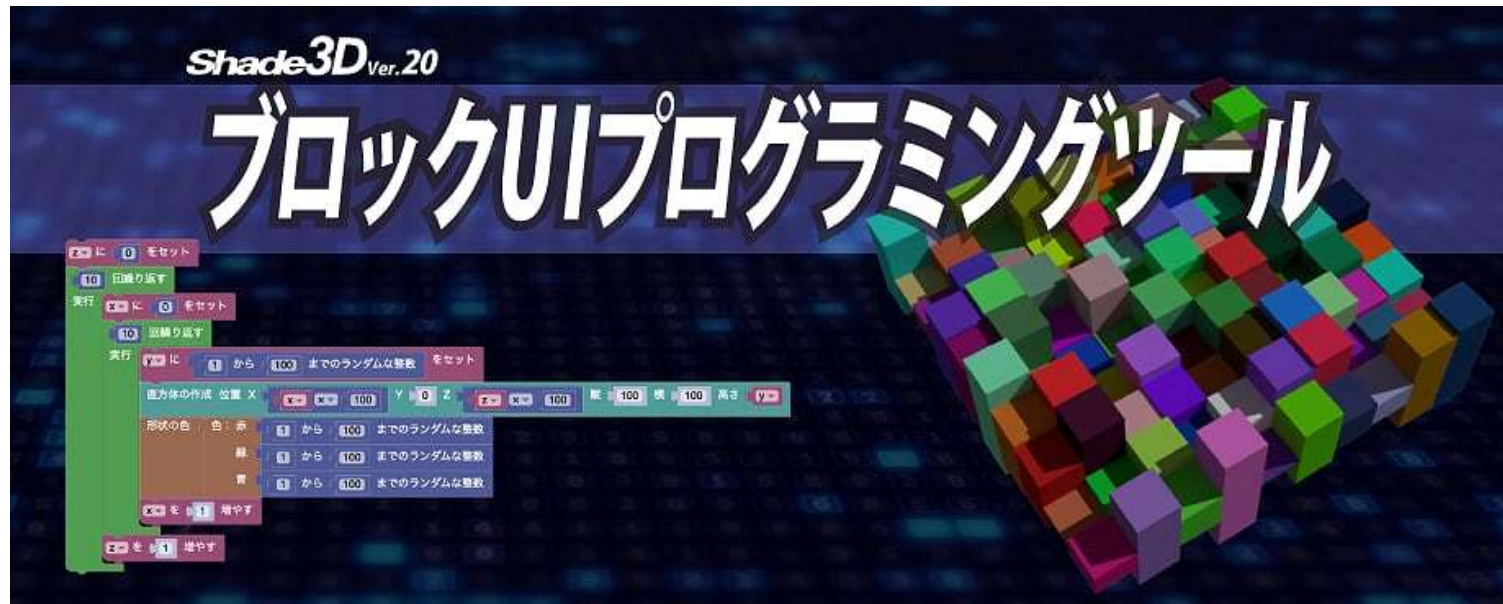 Shade3D Ver.20
ブロックUIプログラミングツール
z に 0 をセット
10 回繰り返す
実行 x に 0 をセット
10 回繰り返す
実行 y に 1 から 100 までのランダムな整数 をセット
直方体の作成 位置 X x × 100 Y 0 Z z × 100 縦 100 横 100 高さ y
形状の色 色: 赤 1 から 100 までのランダムな整数
緑 1 から 100 までのランダムな整数
青 1 から 100 までのランダムな整数
x を 1 増やす
z を 1 増やす